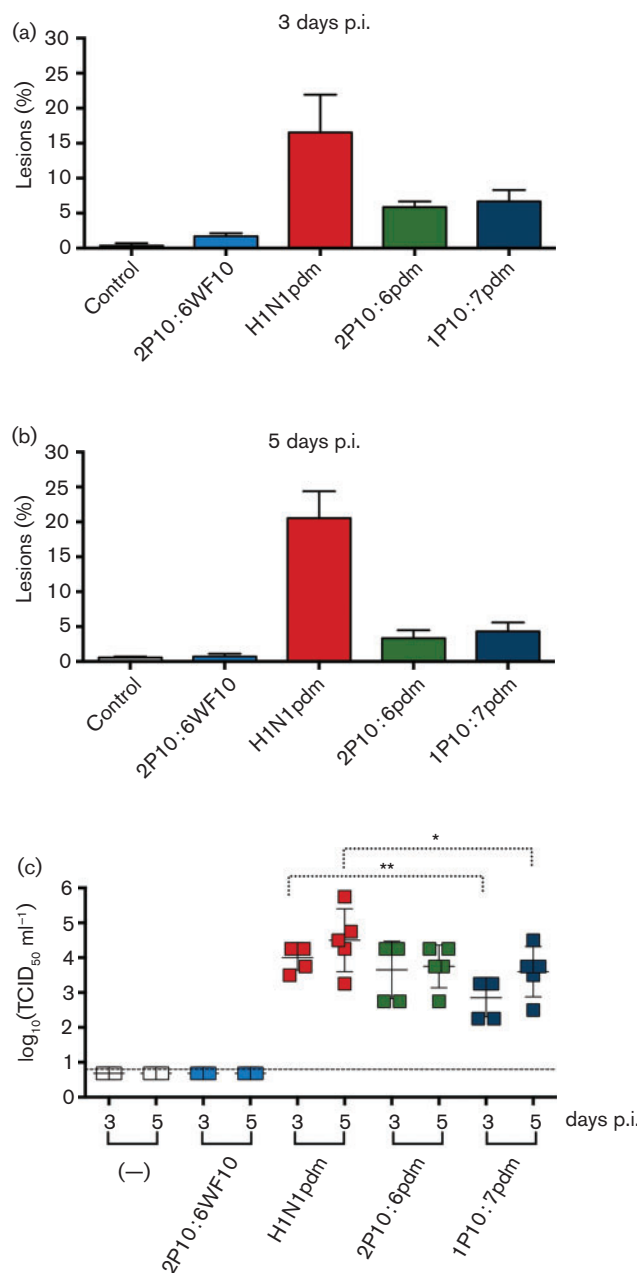 (a)
3 days p.i.
Lesions (%)
30
25
20
15
10
5
0
Control
2P10:6WF10
H1N1pdm
2P10:6pdm
1P10:7pdm
(b)
5 days p.i.
Lesions (%)
30
25
20
15
10
5
0
Control
2P10:6WF10
H1N1pdm
2P10:6pdm
1P10:7pdm
(c)
*
**
log10(TCID50 ml−1)
6
5
4
3
2
1
0
3 5 3 5 3 5 3 5 3 5 days p.i.
(—)
2P10:6WF10
H1N1pdm
2P10:6pdm
1P10:7pdm